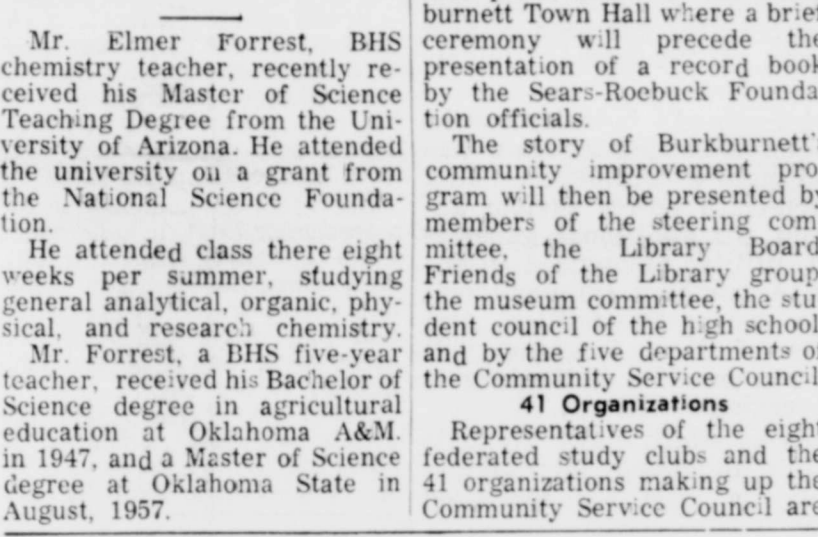 Mr. Elmer Forrest, BHS
chemistry teacher, recently re-
ceived his Master of Science
Teaching Degree from the Uni-
versity of Arizona. He attended
the university on a grant from
the National Science Founda-
tion.
He attended class there eight
weeks per summer, studying
general analytical, organic, phy-
sical, and research chemistry.
Mr. Forrest, a BHS five-year
teacher, received his Bachelor of
Science degree in agricultural
education at Oklahoma A&M.
in 1947, and a Master of Science
degree at Oklahoma State in
August, 1957.
burnett Town Hall where a brief
ceremony will precede the
presentation of a record book
by the Sears-Roebuck Founda
tion officials.
The story of Burkburnett's
community improvement pro
gram will then be presented by
members of the steering com
mittee, the Library Board
Friends of the Library group
the museum committee, the stu
dent council of the high school
and by the five departments of
the Community Service Council
41 Organizations
Representatives of the eight
federated study clubs and the
41 organizations making up the
Community Service Council are